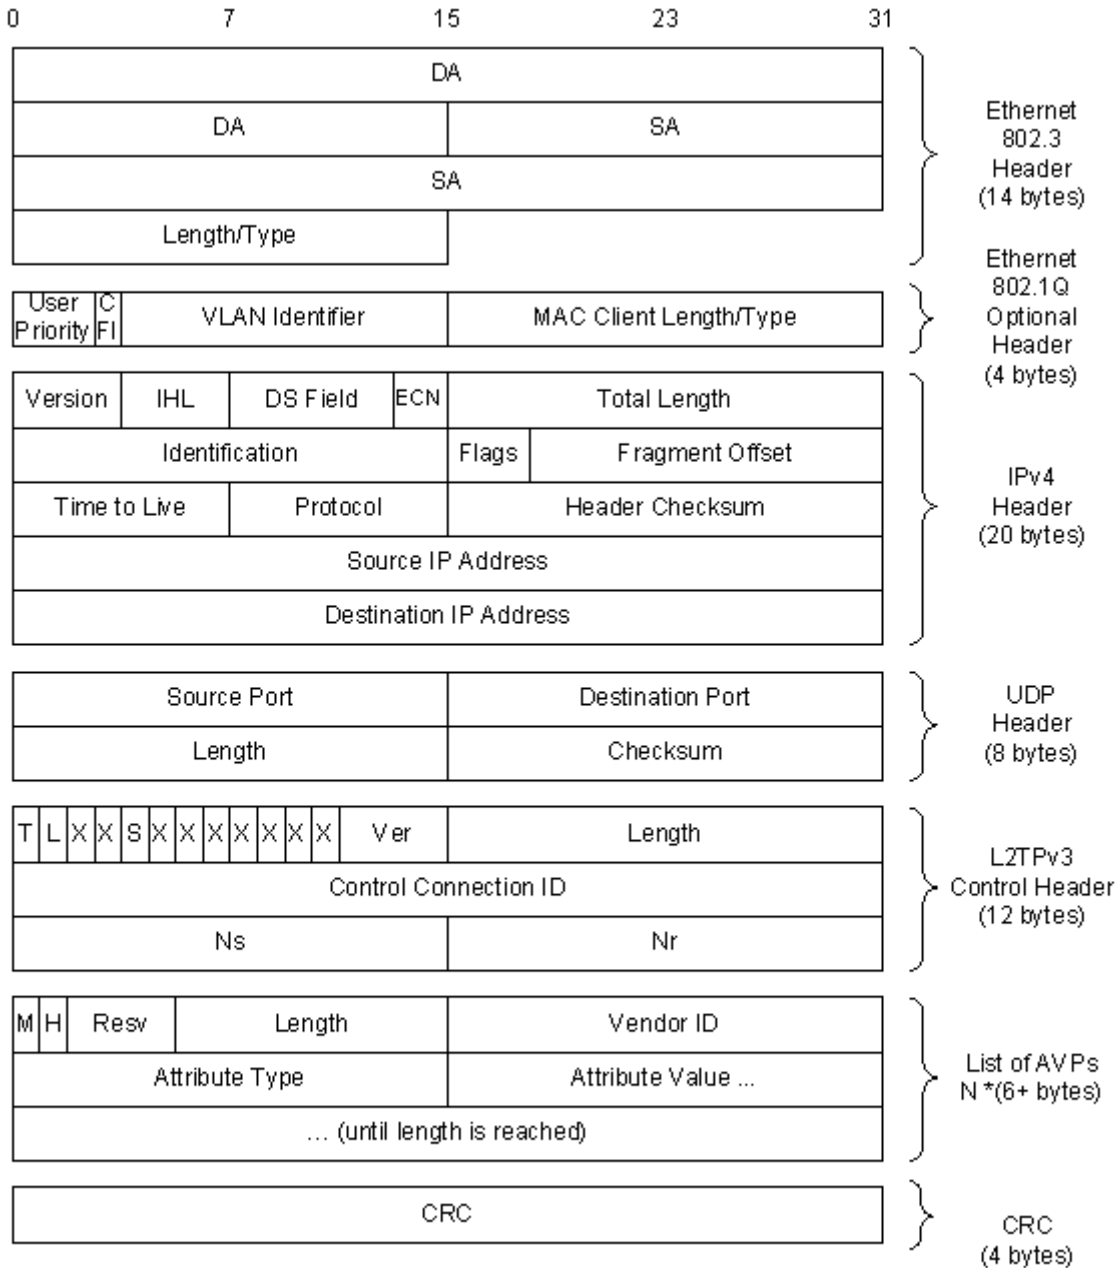 0 7 15 23 31
DA
DA SA
SA
Length/Type
Ethernet
802.3
Header
(14 bytes)
User
Priority
C
FI
VLAN Identifier MAC Client Length/Type
Ethernet
802.1Q
Optional
Header
(4 bytes)
Version IHL DS Field ECN Total Length
Identification Flags Fragment Offset
Time to Live Protocol Header Checksum
Source IP Address
Destination IP Address
IPv4
Header
(20 bytes)
Source Port Destination Port
Length Checksum
UDP
Header
(8 bytes)
T L X X S X X X X X X X Ver Length
Control Connection ID
Ns Nr
L2TPv3
Control Header
(12 bytes)
M H Resv Length Vendor ID
Attribute Type Attribute Value ...
... (until length is reached)
List of AVPs
N *(6+ bytes)
CRC
CRC
(4 bytes)